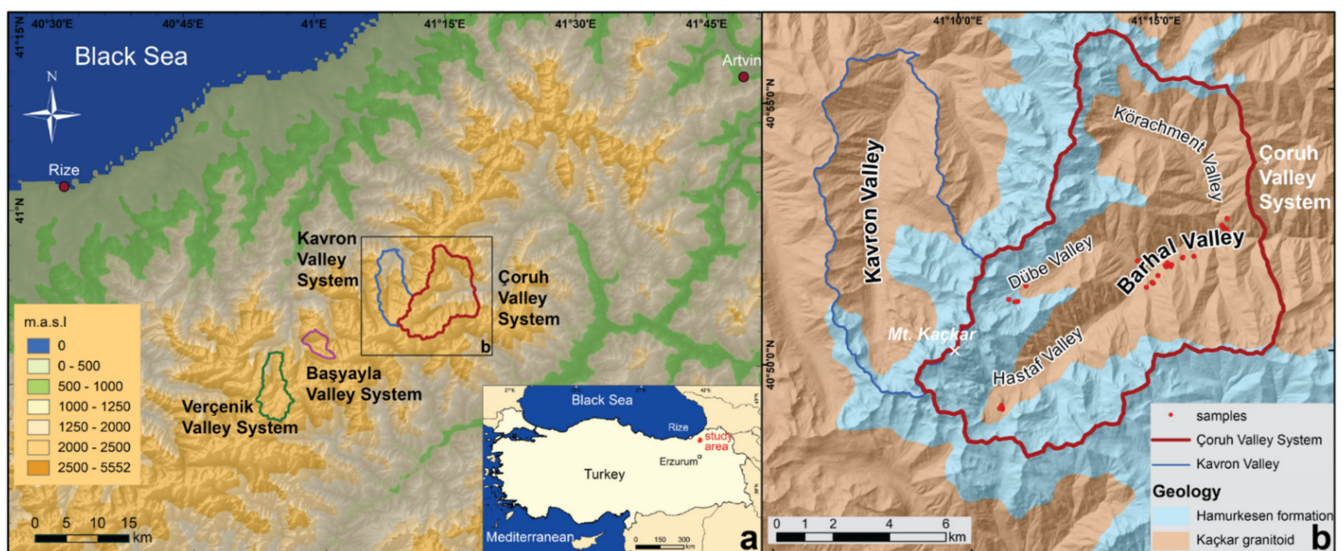 40°30'E
40°45'E
41°E
41°15'E
41°30'E
41°45'E
41°15'N
41°N
Black Sea
N
Rize
Artvin
Kavron
Valley
System
Çoruh
Valley
System
b
Başyayla
Valley System
Verçenik
Valley System
m.a.s.l
0
0 - 500
500 - 1000
1000 - 1250
1250 - 2000
2000 - 2500
2500 - 5552
0 5 10 15
km
Black Sea
Rize
study
area
Erzurum
Turkey
Mediterranean
0 150 300
km
a
41°10'0"E
41°15'0"E
40°55'0"N
40°50'0"N
Körachment Valley
Çoruh
Valley
System
Kavron Valley
Barhal Valley
Dübe Valley
Mt. Kaçkar
Hastaf Valley
samples
Çoruh Valley System
Kavron Valley
Geology
Hamurkesen formation
Kaçkar granitoid
0 1 2 4 6
km
b